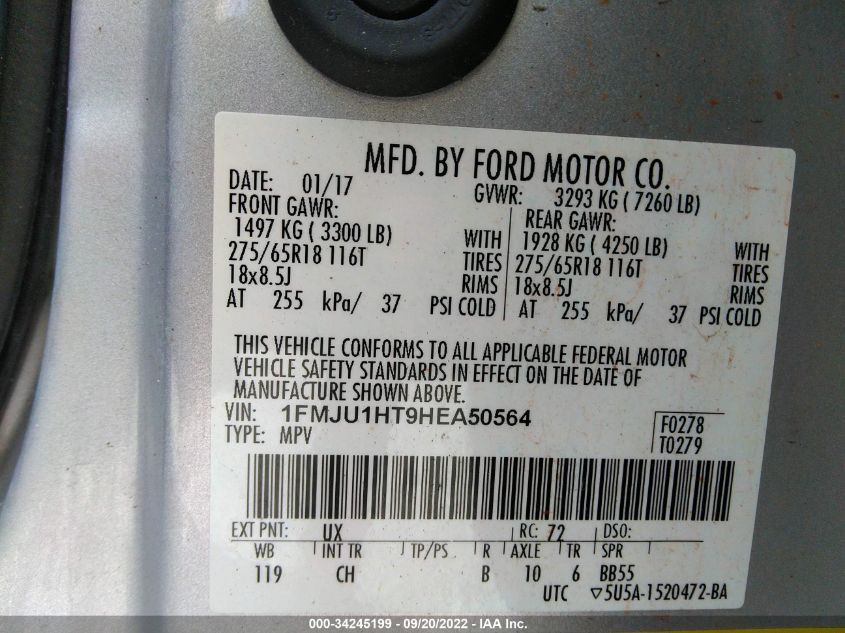 MFD. BY FORD MOTOR CO.
DATE: 01/17 GVWR: 3293 KG ( 7260 LB)
FRONT GAWR: REAR GAWR:
1497 KG ( 3300 LB) WITH 1928 KG ( 4250 LB) WITH
275/65R18 116T TIRES 275/65R18 116T TIRES
18x8.5J RIMS 18x8.5J RIMS
AT 255 kPa/ 37 PSI COLD AT 255 kPa/ 37 PSI COLD
THIS VEHICLE CONFORMS TO ALL APPLICABLE FEDERAL MOTOR
VEHICLE SAFETY STANDARDS IN EFFECT ON THE DATE OF
MANUFACTURE SHOWN ABOVE.
VIN: 1FMJU1HT9HEA50564 F0278
TYPE: MPV T0279
EXT PNT: UX RC: 72 DSO:
WB INT TR TP/PS R AXLE TR SPR
119 CH B 10 6 BB55
UTC ▽5U5A-1520472-BA
000-34245199 - 09/20/2022 - IAA Inc.